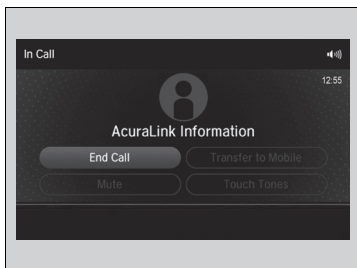 In Call
12:55
AcuraLink Information
End Call
Transfer to Mobile
Mute
Touch Tones